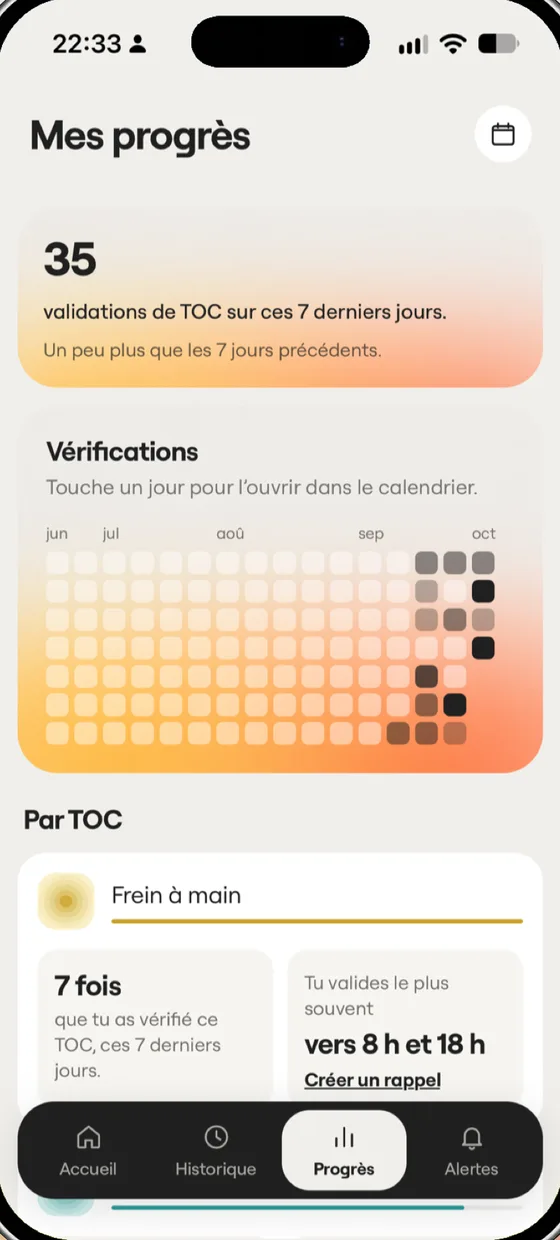 22:33
Mes progrès
35
validations de TOC sur ces 7 derniers jours.
Un peu plus que les 7 jours précédents.
Vérifications
Touche un jour pour l’ouvrir dans le calendrier.
jun jul aoû sep oct
Par TOC
Frein à main
7 fois
que tu as vérifié ce
TOC, ces 7 derniers
jours.
Tu valides le plus
souvent
vers 8 h et 18 h
Créer un rappel
Accueil
Historique
Progrès
Alertes